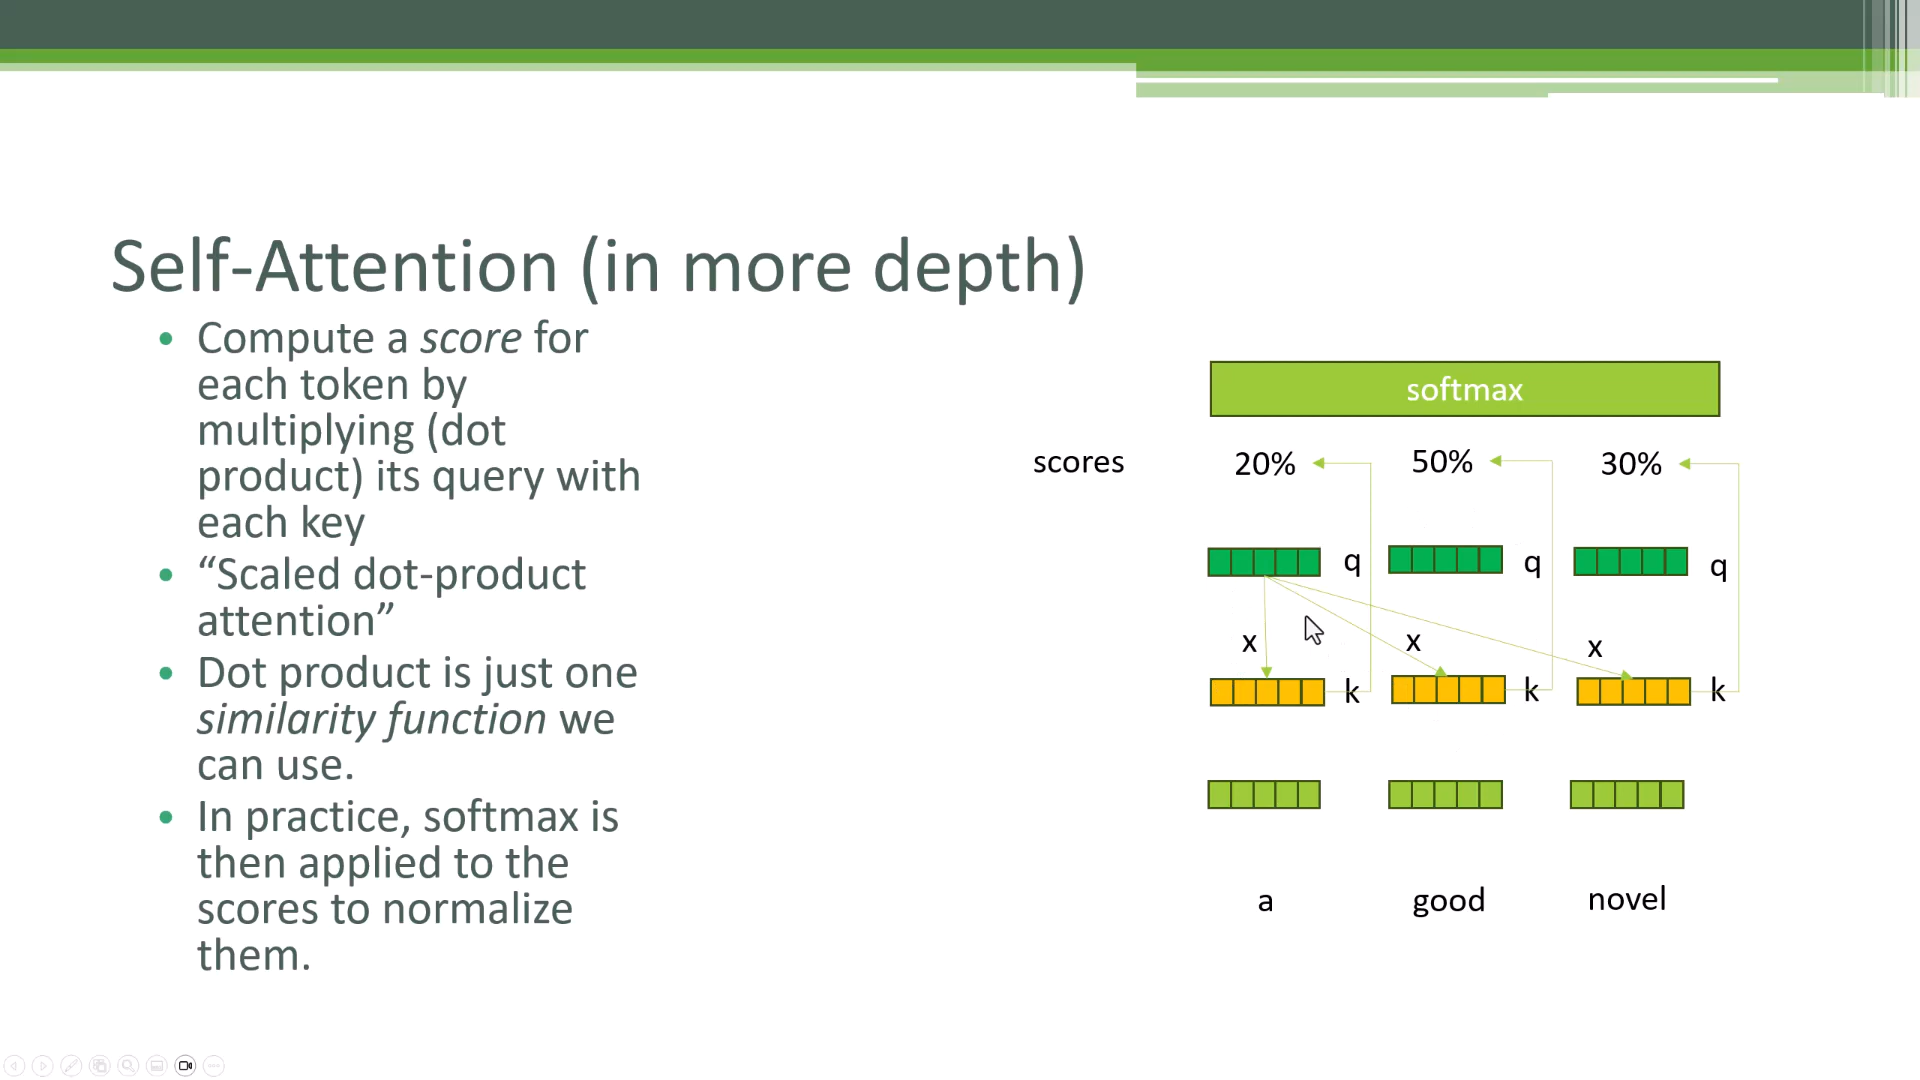 Self-Attention (in more depth)
• Compute a score for
each token by
multiplying (dot
product) its query with
each key
• “Scaled dot-product
attention”
• Dot product is just one
similarity function we
can use.
• In practice, softmax is
then applied to the
scores to normalize
them.
softmax
scores 20% 50% 30%
q q q
x x x
k k k
a good novel